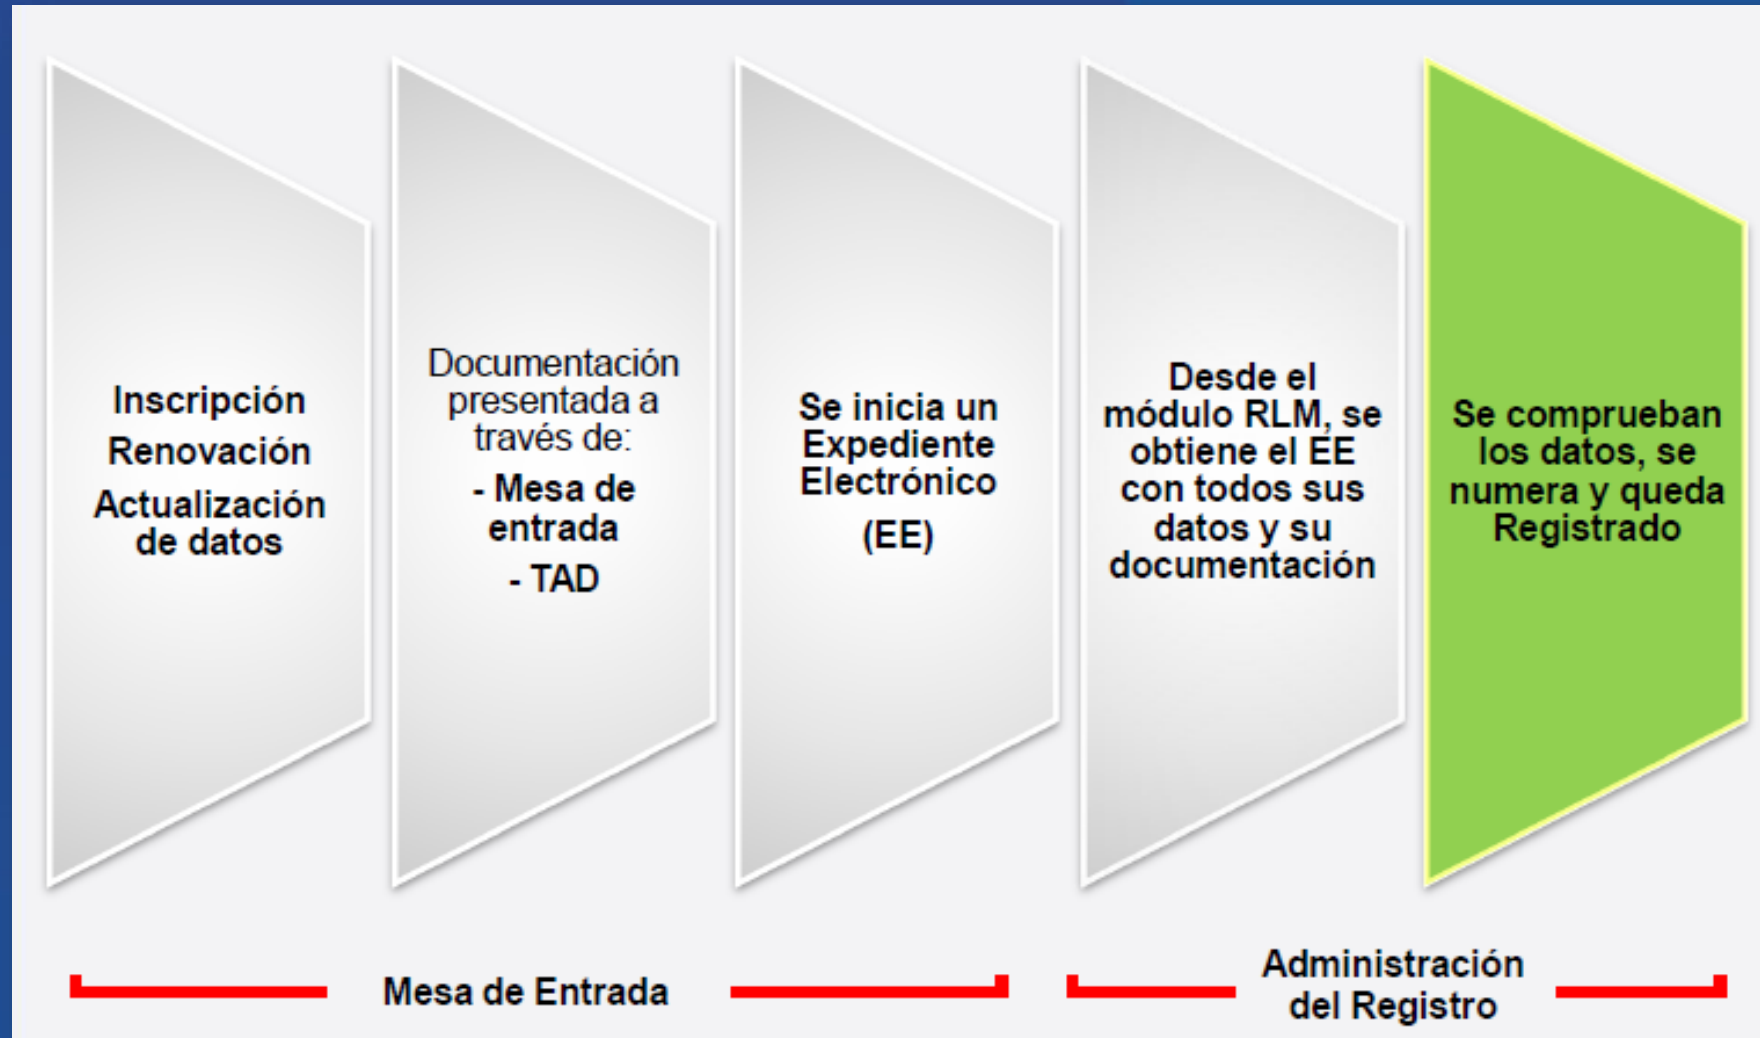 Inscripción
Renovación
Actualización
de datos
Documentación
presentada a
través de:
- Mesa de
entrada
- TAD
Se inicia un
Expediente
Electrónico
(EE)
Desde el
módulo RLM, se
obtiene el EE
con todos sus
datos y su
documentación
Se comprueban
los datos, se
numera y queda
Registrado
Mesa de Entrada
Administración
del Registro